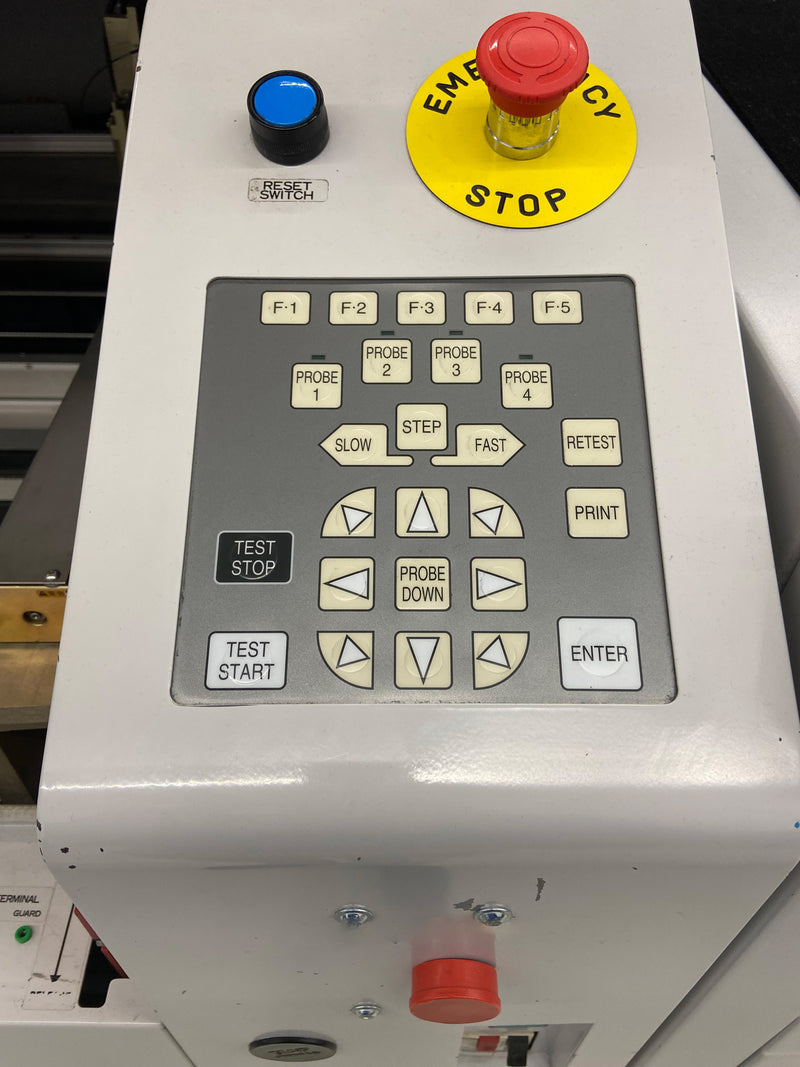 EMERGENCY
STOP
RESET
SWITCH
F·1
F·2
F·3
F·4
F·5
PROBE
1
PROBE
2
PROBE
3
PROBE
4
SLOW
STEP
FAST
RETEST
PRINT
TEST
STOP
PROBE
DOWN
TEST
START
ENTER
GUARD